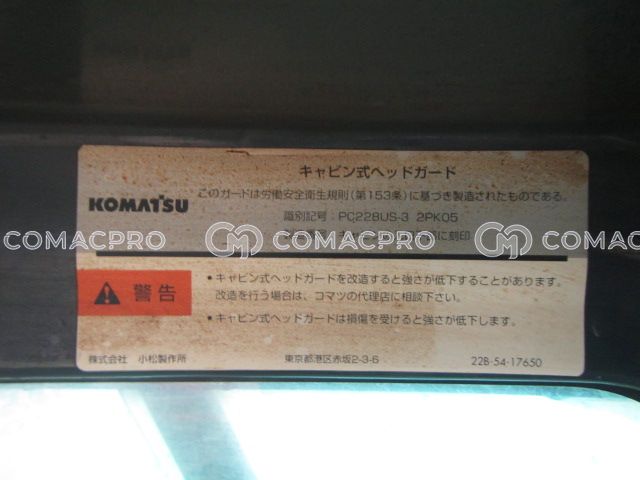 キャビン式ヘッドガード
このガードは労働安全衛生規則(第153条)に基づき製造されたものである。
KOMATSU
識別記号: PC228US-3 2PK05
に刻印
COMACPRO COMACPRO COMACPRO
警告
・キャビン式ヘッドガードを改造すると強さが低下することがあります。
改造を行う場合は、コマツの代理店に相談下さい。
・キャビン式ヘッドガードは損傷を受けると強さが低下します。
株式会社 小松製作所 東京都港区赤坂2-3-6 22B-54-17650